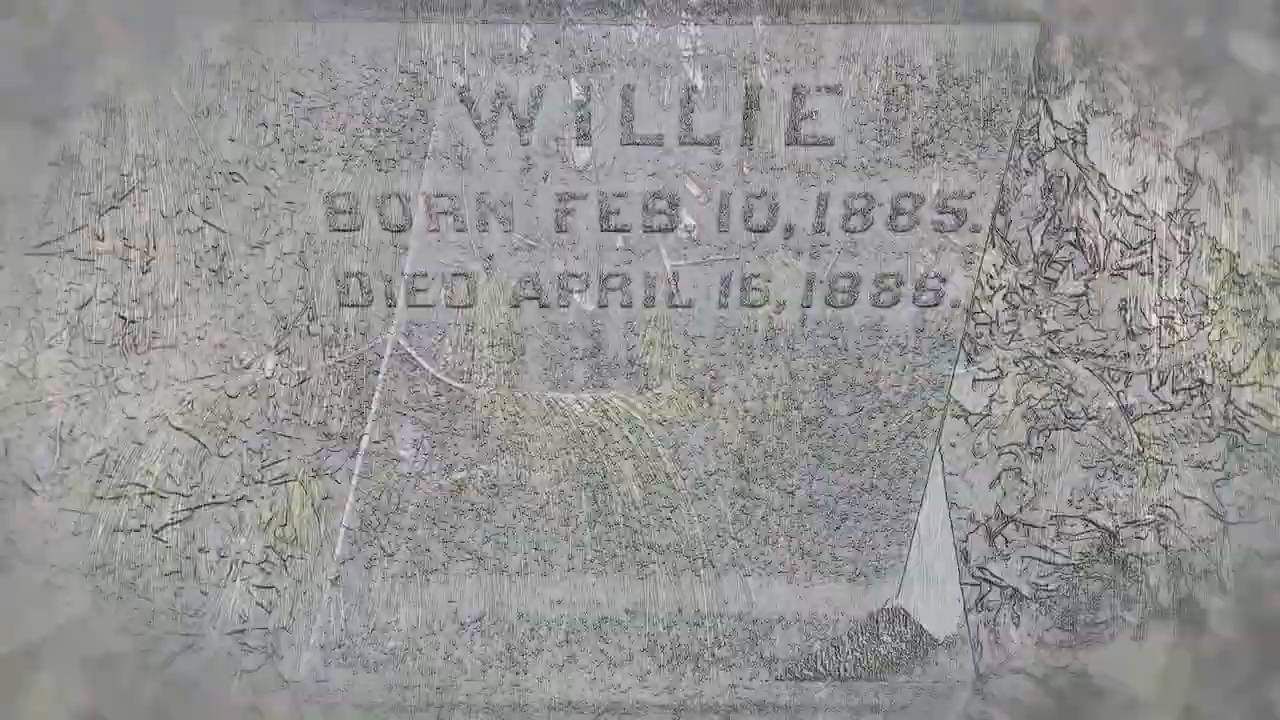 WILLIE
BORN FEB 10, 1885.
DIED APRIL 16, 1888.